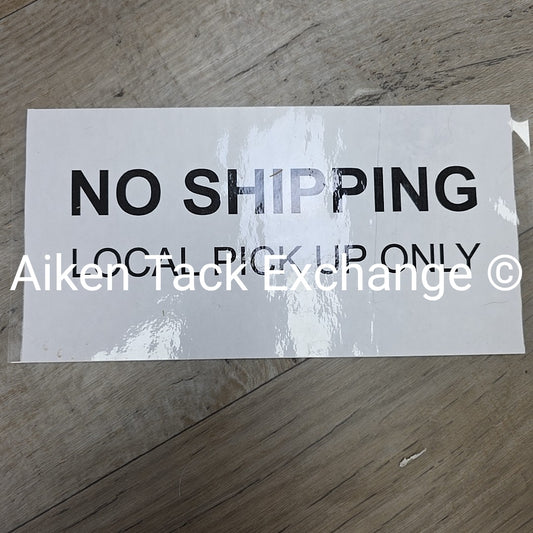 NO SHIPPING
LOCAL PICK UP ONLY
Aiken Tack Exchange ©